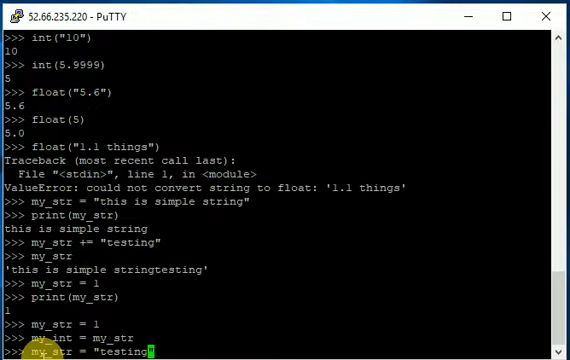 52.66.235.220 - PuTTY
>>> int("10")
10
>>> int(5.9999)
5
>>> float("5.6")
5.6
>>> float(5)
5.0
>>> float("1.1 things")
Traceback (most recent call last):
  File "<stdin>", line 1, in <module>
ValueError: could not convert string to float: '1.1 things'
>>> my_str = "this is simple string"
>>> print(my_str)
this is simple string
>>> my_str += "testing"
>>> my_str
'this is simple stringtesting'
>>> my_str = 1
>>> print(my_str)
1
>>> my_str = 1
>>> my_int = my_str
>>> my_str = "testing"